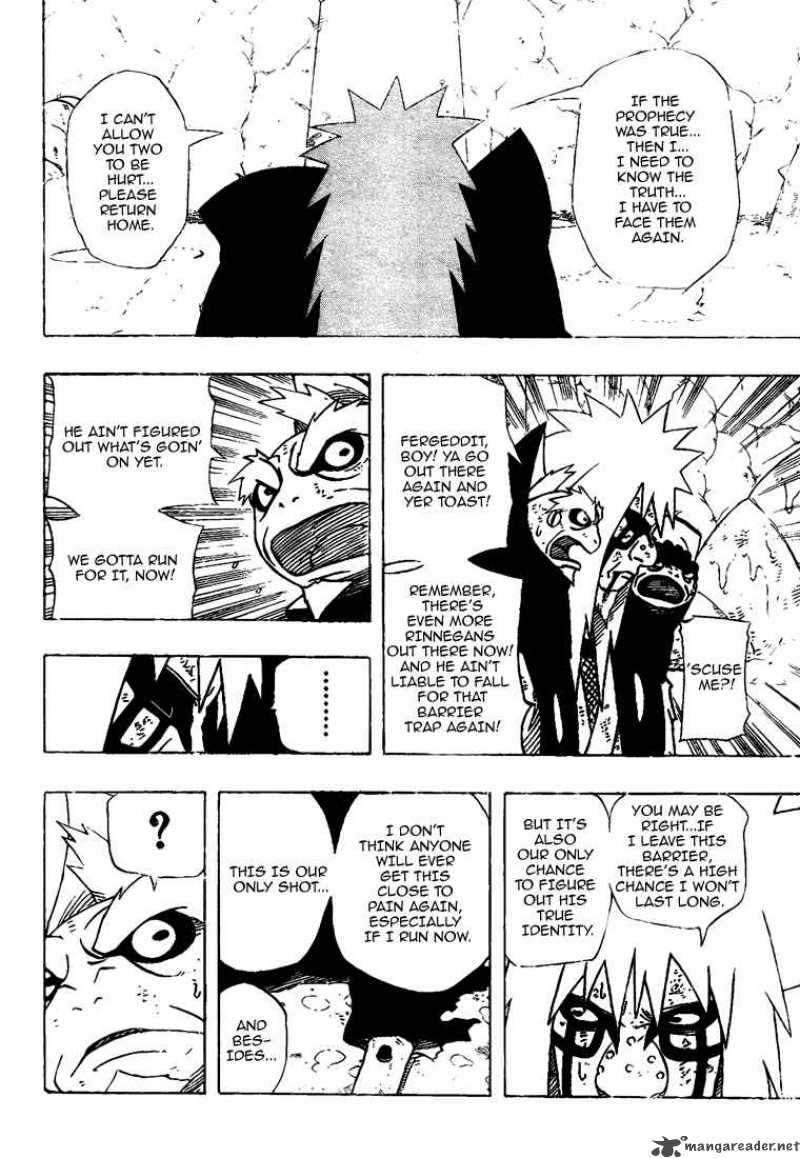 IF THE
PROPHECY
WAS TRUE...
THEN I...
I NEED TO
KNOW THE
TRUTH...
I HAVE TO
FACE THEM
AGAIN.
I CAN'T
ALLOW
YOU TWO
TO BE
HURT...
PLEASE
RETURN
HOME.
'SCUSE
ME?!
FERGEDDIT,
BOY! YA GO
OUT THERE
AGAIN AND
YER TOAST!
REMEMBER,
THERE'S
EVEN MORE
RINNEGANS
OUT THERE NOW!
AND HE AIN'T
LIABLE TO FALL
FOR THAT
BARRIER
TRAP AGAIN!
HE AIN'T FIGURED
OUT WHAT'S GOIN'
ON YET.
WE GOTTA RUN
FOR IT, NOW!
........
YOU MAY BE
RIGHT...IF
I LEAVE THIS
BARRIER,
THERE'S A HIGH
CHANCE I WON'T
LAST LONG.
BUT IT'S
ALSO
OUR ONLY
CHANCE
TO FIGURE
OUT HIS
TRUE
IDENTITY.
I DON'T
THINK ANYONE
WILL EVER
GET THIS
CLOSE TO
PAIN AGAIN,
ESPECIALLY
IF I RUN NOW.
THIS IS OUR
ONLY SHOT...
AND
BES-
IDES...
?
mangareader.net